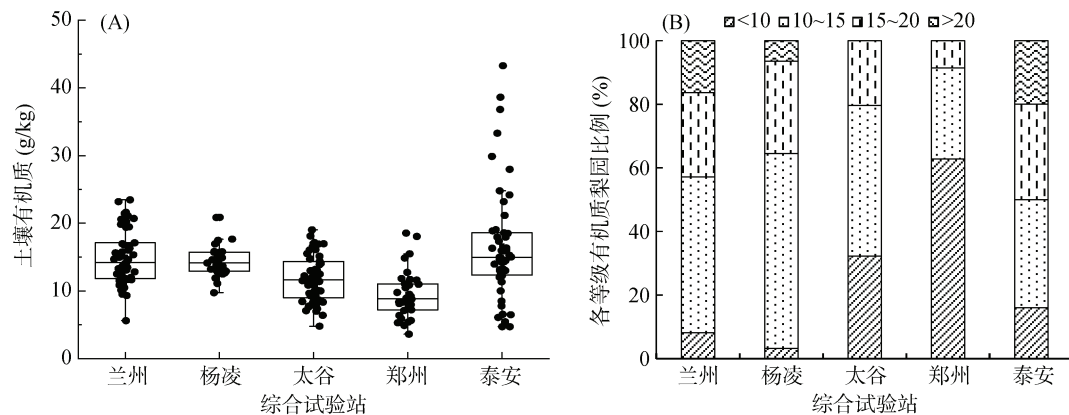 (A)
土壤有机质 (g/kg)
50
40
30
20
10
0
兰州 杨凌 太谷 郑州 泰安
综合试验站
(B)
<10 10~15 15~20 >20
各等级有机质梨园比例 (%)
100
80
60
40
20
0
兰州 杨凌 太谷 郑州 泰安
综合试验站